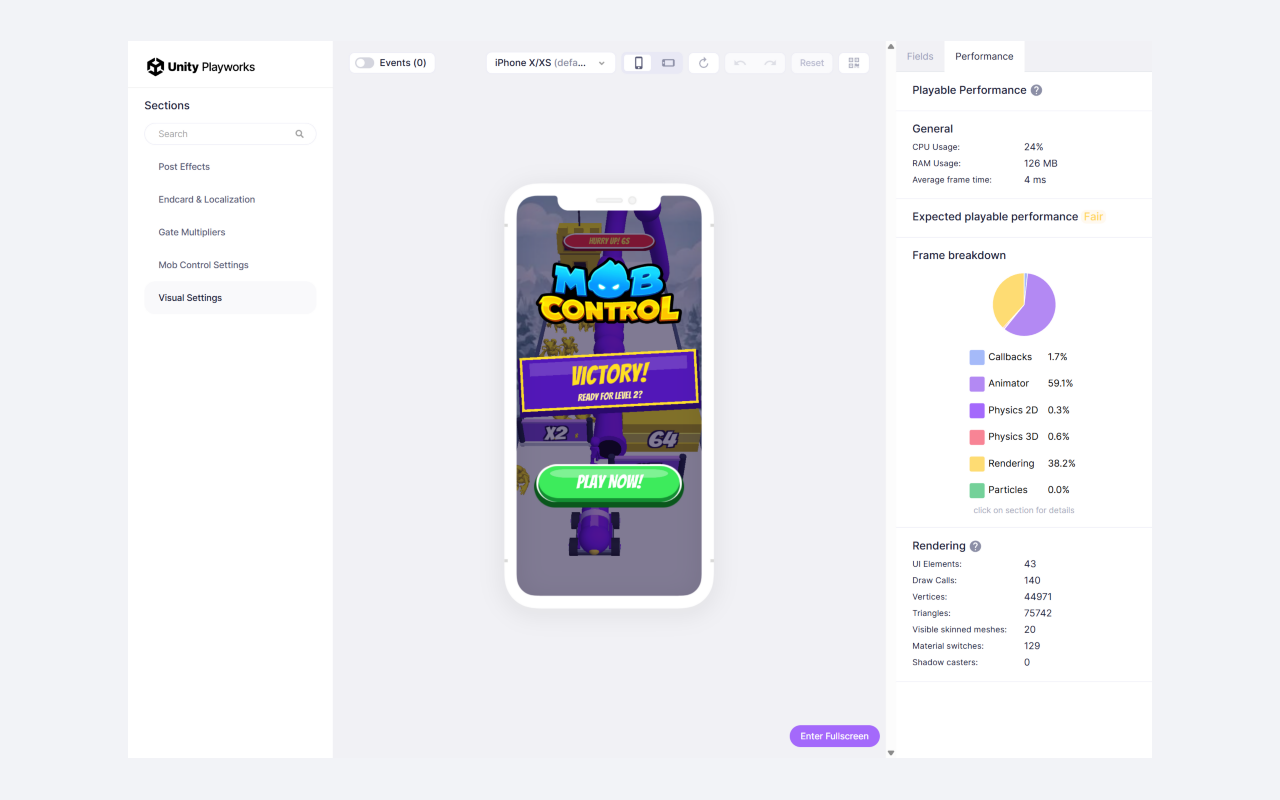 Unity Playworks
Sections
Search
Post Effects
Endcard & Localization
Gate Multipliers
Mob Control Settings
Visual Settings
Events (0)
iPhone X/XS (defa...
Reset
HURRY UP! GS
MOB
CONTROL
VICTORY!
READY FOR LEVEL 2?
X2
64
PLAY NOW!
Enter Fullscreen
Fields
Performance
Playable Performance ?
General
CPU Usage: 24%
RAM Usage: 126 MB
Average frame time: 4 ms
Expected playable performance Fair
Frame breakdown
Callbacks 1.7%
Animator 59.1%
Physics 2D 0.3%
Physics 3D 0.6%
Rendering 38.2%
Particles 0.0%
click on section for details
Rendering ?
UI Elements: 43
Draw Calls: 140
Vertices: 44971
Triangles: 75742
Visible skinned meshes: 20
Material switches: 129
Shadow casters: 0